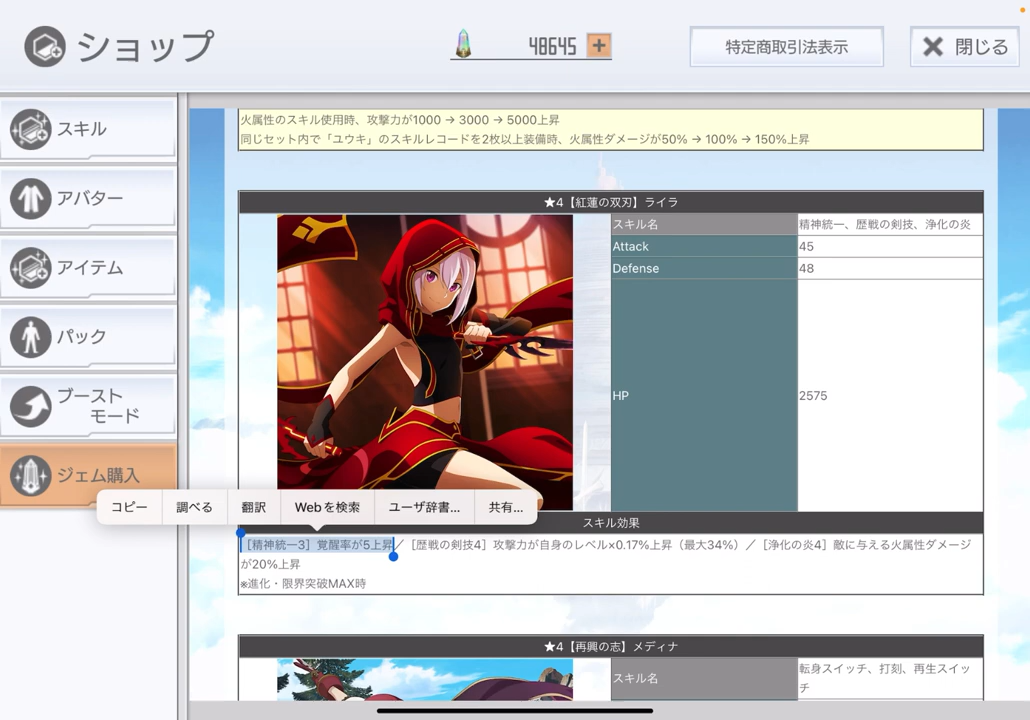 ショップ
48645
特定商取引法表示
閉じる
スキル
アバター
アイテム
パック
ブースト
モード
ジェム購入
火属性のスキル使用時、攻撃力が1000 → 3000 → 5000上昇
同じセット内で「ユウキ」のスキルレコードを2枚以上装備時、火属性ダメージが50% → 100% → 150%上昇
★4【紅蓮の双刃】ライラ
スキル名
精神統一、歴戦の剣技、浄化の炎
Attack
45
Defense
48
HP
2575
コピー
調べる
翻訳
Webを検索
ユーザ辞書...
共有...
スキル効果
［精神統一3］覚醒率が5上昇／［歴戦の剣技4］攻撃力が自身のレベル×0.17%上昇（最大34%）／［浄化の炎4］敵に与える火属性ダメージ
が20%上昇
※進化・限界突破MAX時
★4【再興の志】メディナ
スキル名
転身スイッチ、打刻、再生スイッ
チ